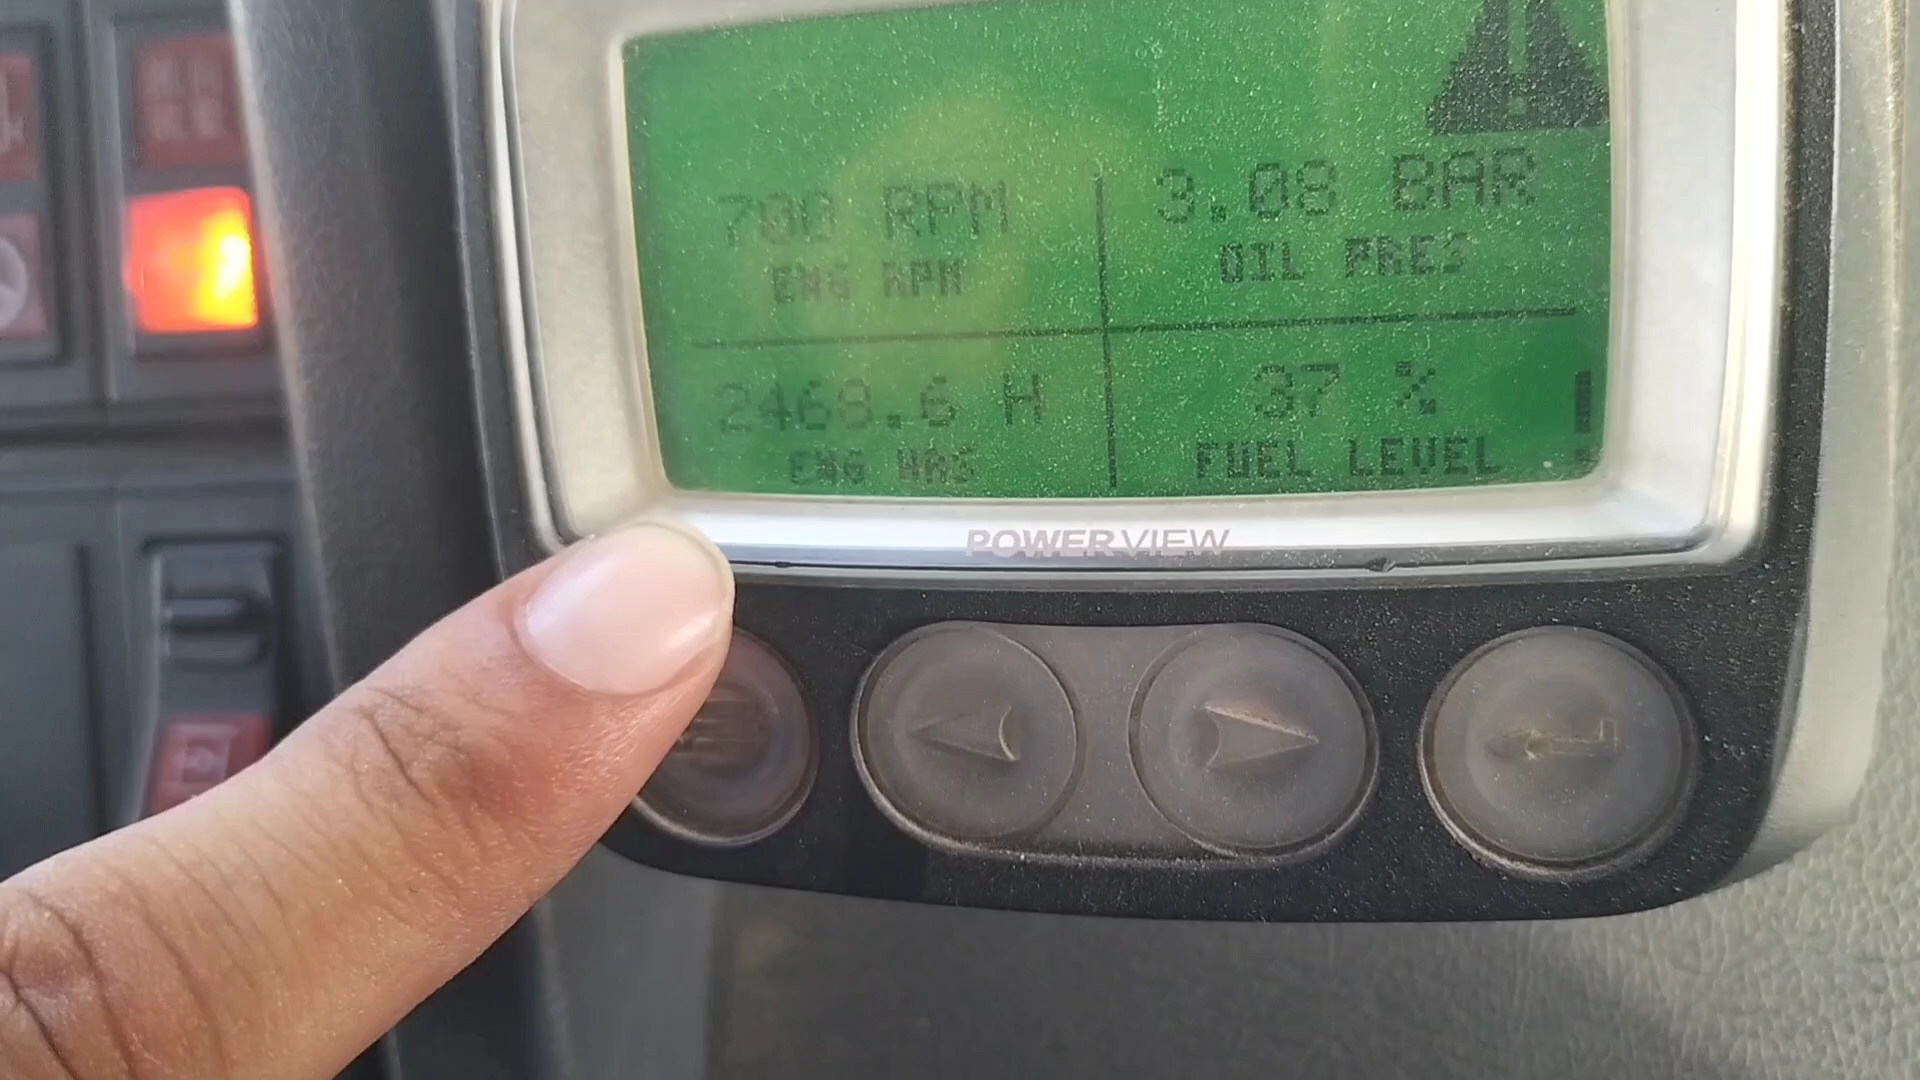 700 RPM
ENG RPM
3.08 BAR
OIL PRES
2468.6 H
ENG HRS
37 %
FUEL LEVEL
POWERVIEW